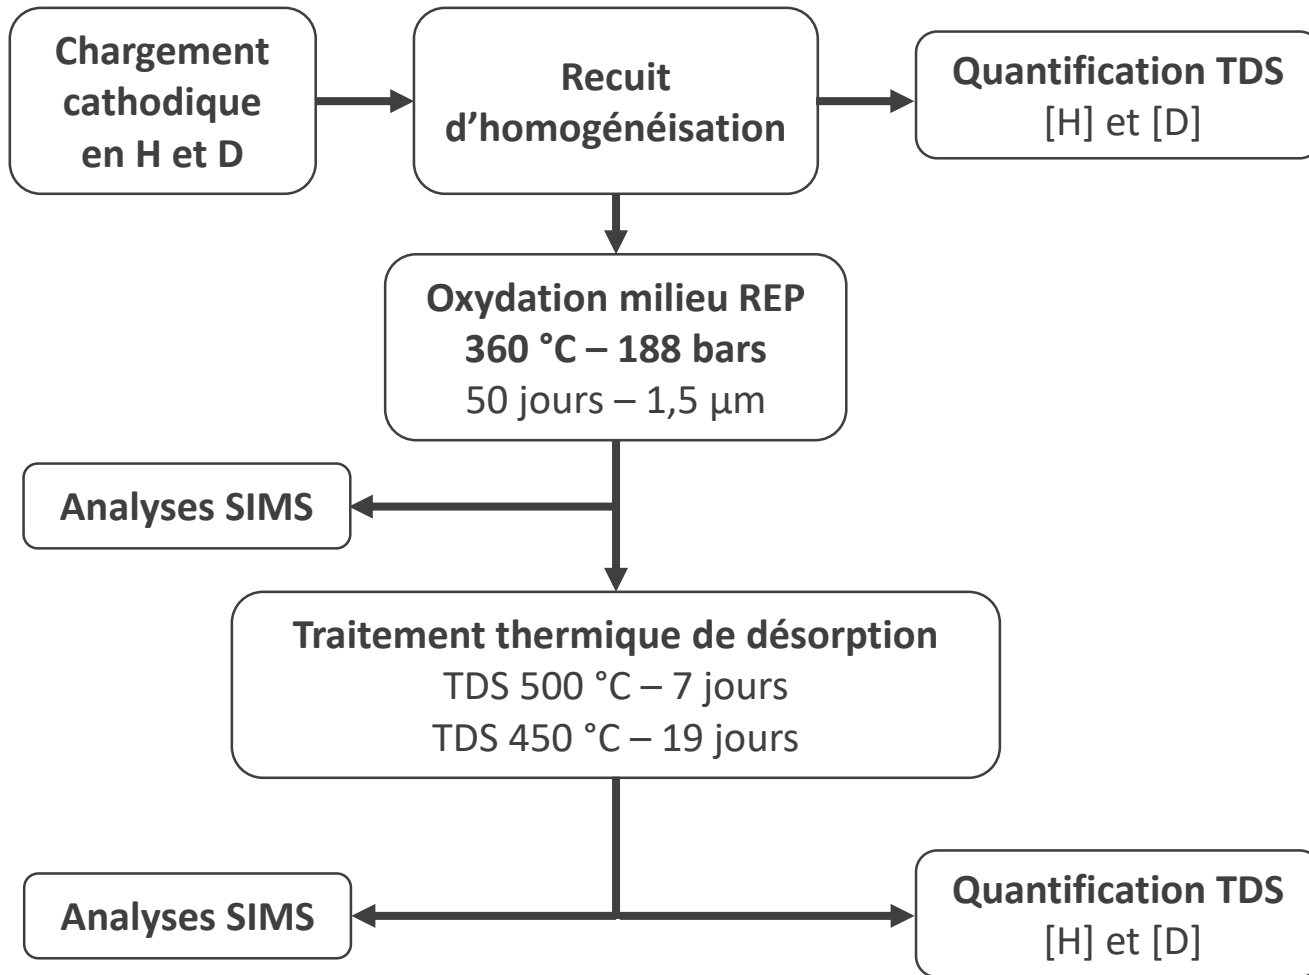 Chargement
cathodique
en H et D
Recuit
d’homogénéisation
Quantification TDS
[H] et [D]
Oxydation milieu REP
360 °C – 188 bars
50 jours – 1,5 µm
Analyses SIMS
Traitement thermique de désorption
TDS 500 °C – 7 jours
TDS 450 °C – 19 jours
Analyses SIMS
Quantification TDS
[H] et [D]